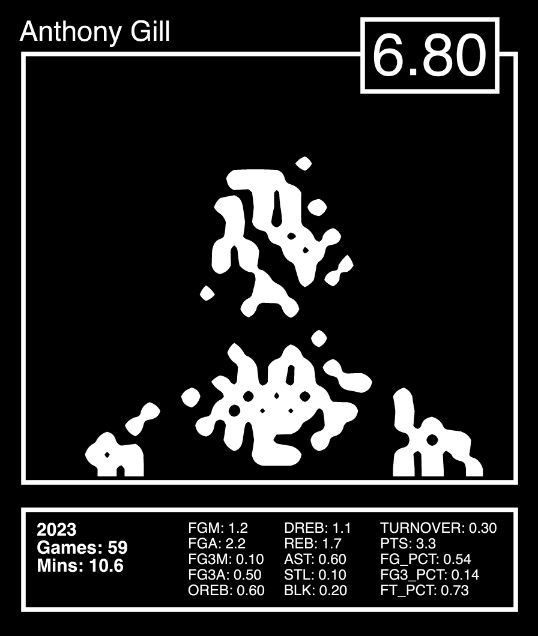 Anthony Gill
6.80
2023
Games: 59
Mins: 10.6
FGM: 1.2
FGA: 2.2
FG3M: 0.10
FG3A: 0.50
OREB: 0.60
DREB: 1.1
REB: 1.7
AST: 0.60
STL: 0.10
BLK: 0.20
TURNOVER: 0.30
PTS: 3.3
FG_PCT: 0.54
FG3_PCT: 0.14
FT_PCT: 0.73